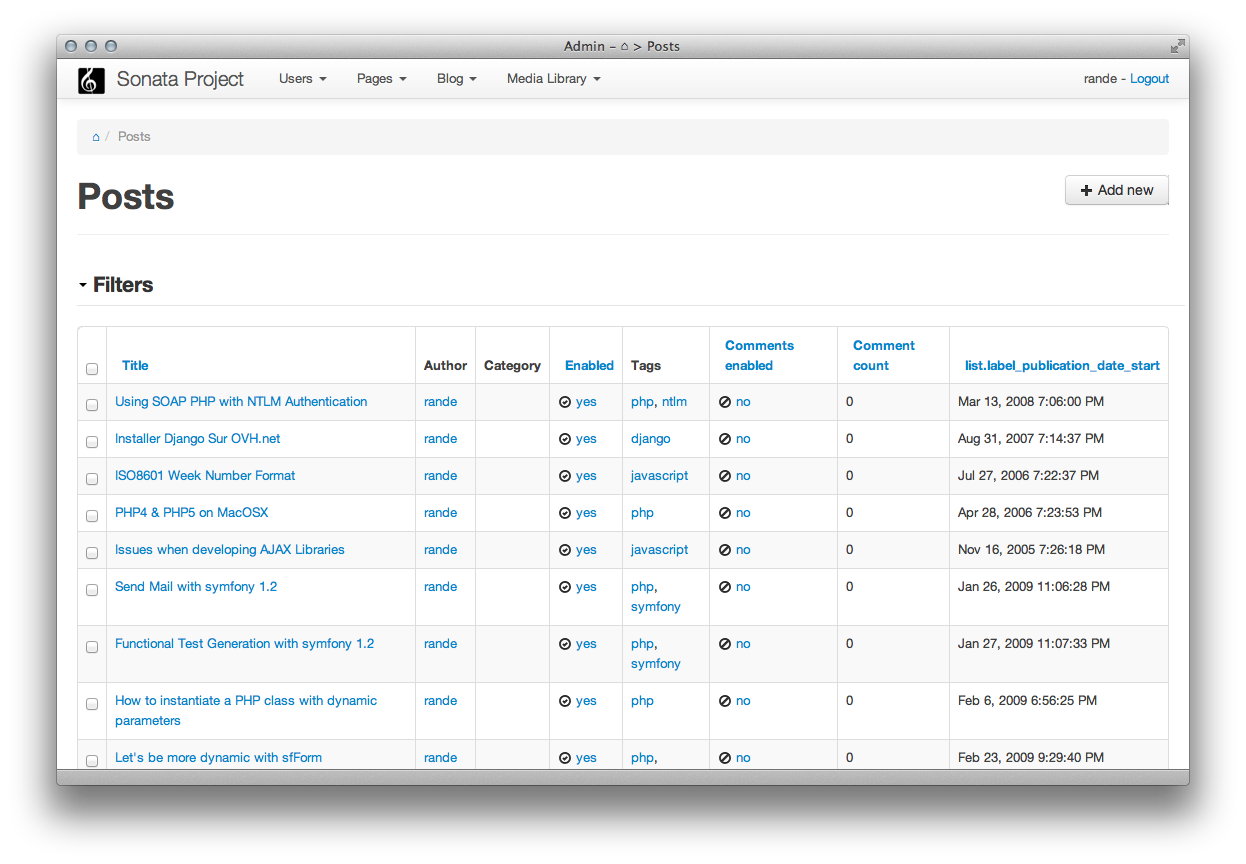 Admin – ⌂ > Posts
Sonata Project Users Pages Blog Media Library rande - Logout
⌂ / Posts
Posts
+ Add new
Filters
Title Author Category Enabled Tags Comments enabled Comment count list.label_publication_date_start
Using SOAP PHP with NTLM Authentication rande yes php, ntlm no 0 Mar 13, 2008 7:06:00 PM
Installer Django Sur OVH.net rande yes django no 0 Aug 31, 2007 7:14:37 PM
ISO8601 Week Number Format rande yes javascript no 0 Jul 27, 2006 7:22:37 PM
PHP4 & PHP5 on MacOSX rande yes php no 0 Apr 28, 2006 7:23:53 PM
Issues when developing AJAX Libraries rande yes javascript no 0 Nov 16, 2005 7:26:18 PM
Send Mail with symfony 1.2 rande yes php, symfony no 0 Jan 26, 2009 11:06:28 PM
Functional Test Generation with symfony 1.2 rande yes php, symfony no 0 Jan 27, 2009 11:07:33 PM
How to instantiate a PHP class with dynamic parameters rande yes php no 0 Feb 6, 2009 6:56:25 PM
Let's be more dynamic with sfForm rande yes php, no 0 Feb 23, 2009 9:29:40 PM